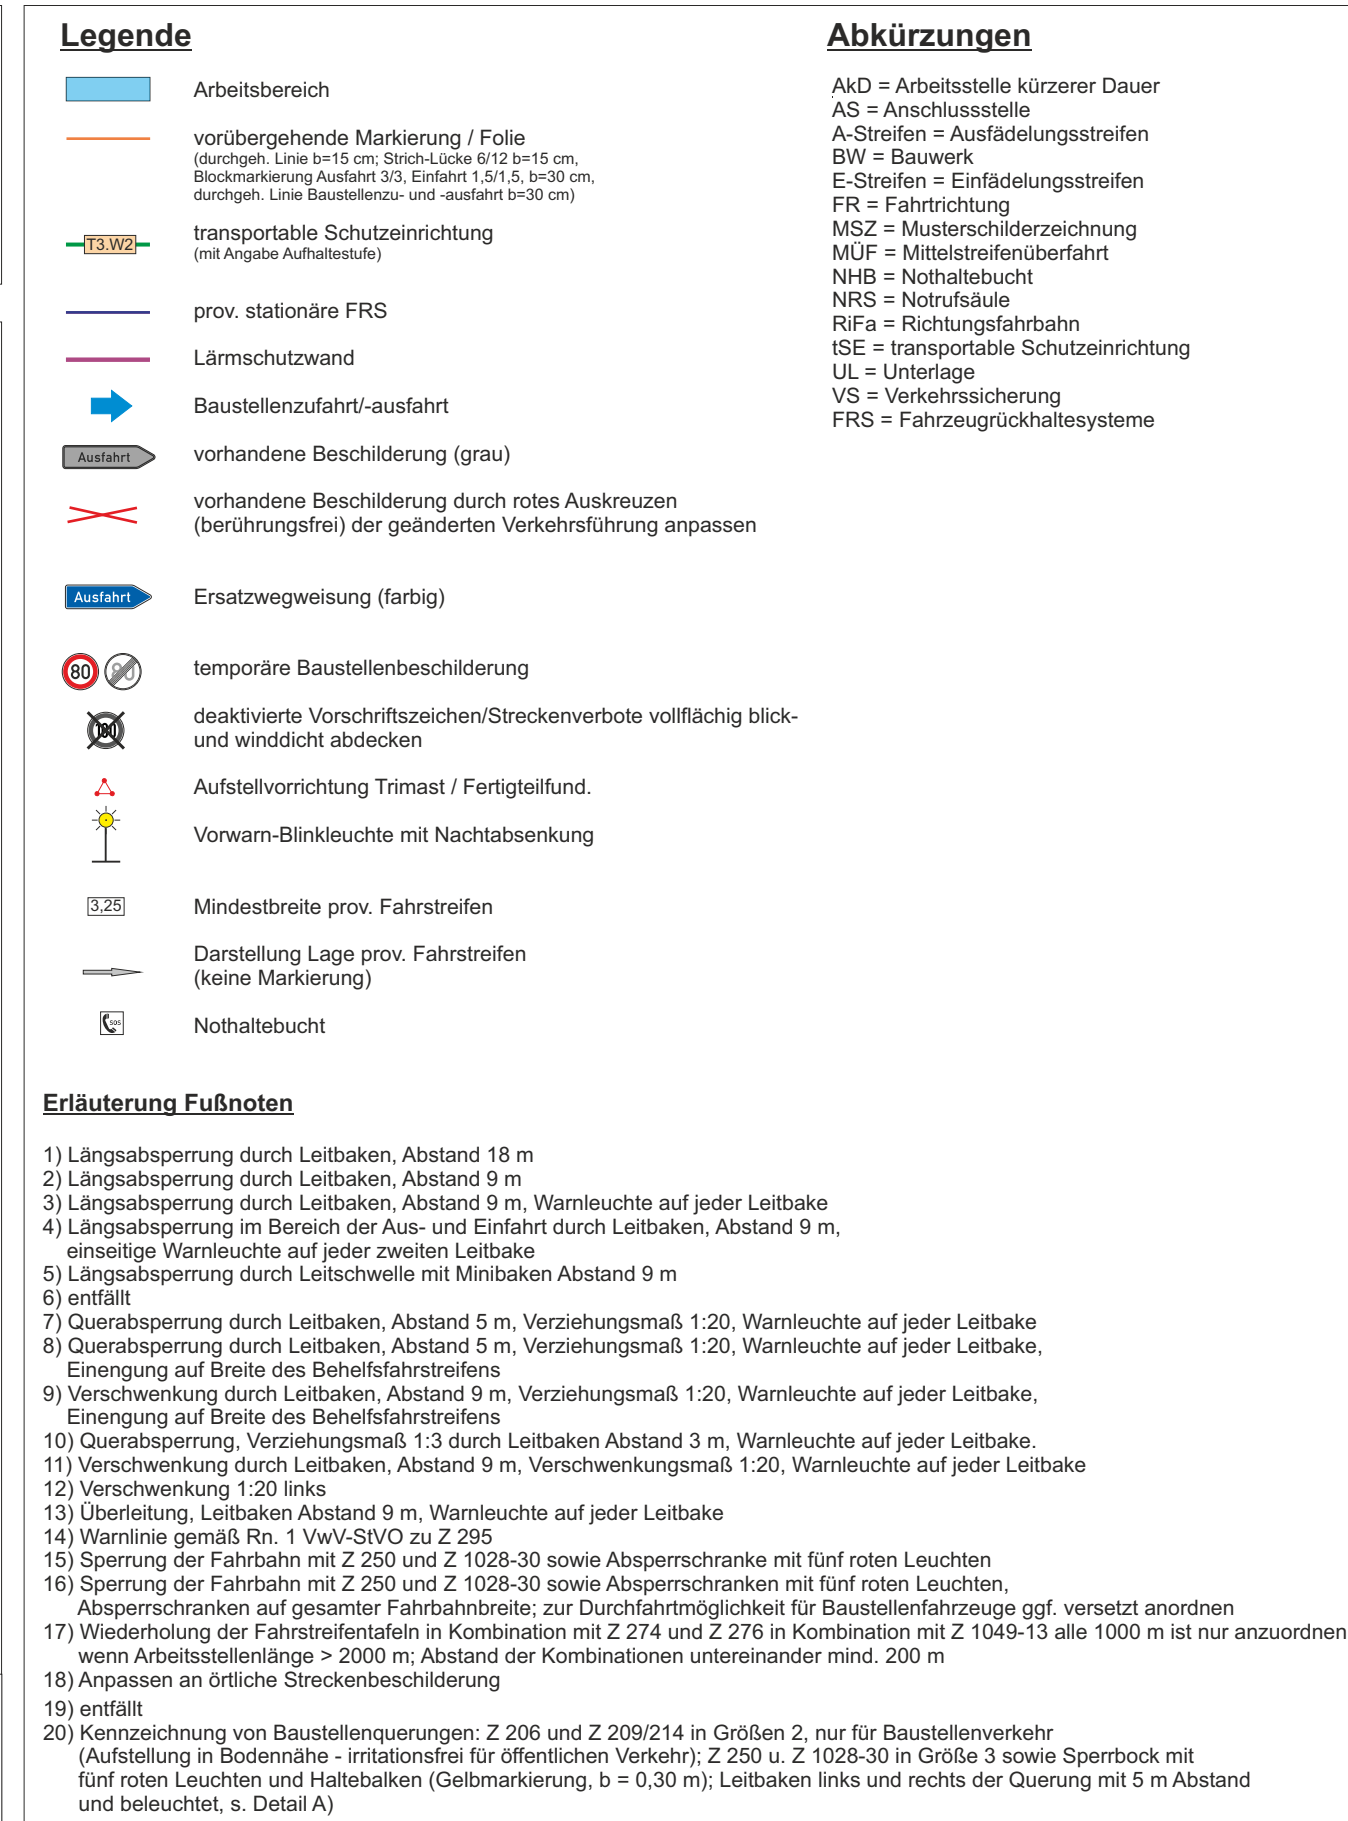 Legende
Arbeitsbereich
vorübergehende Markierung / Folie
(durchgeh. Linie b=15 cm; Strich-Lücke 6/12 b=15 cm,
Blockmarkierung Ausfahrt 3/3, Einfahrt 1,5/1,5, b=30 cm,
durchgeh. Linie Baustellenzu- und -ausfahrt b=30 cm)
T3.W2
transportable Schutzeinrichtung
(mit Angabe Aufhaltestufe)
prov. stationäre FRS
Lärmschutzwand
Baustellenzufahrt/-ausfahrt
Ausfahrt
vorhandene Beschilderung (grau)
vorhandene Beschilderung durch rotes Auskreuzen
(berührungsfrei) der geänderten Verkehrsführung anpassen
Ausfahrt
Ersatzwegweisung (farbig)
80 80
temporäre Baustellenbeschilderung
deaktivierte Vorschriftszeichen/Streckenverbote vollflächig blick-
und winddicht abdecken
Aufstellvorrichtung Trimast / Fertigteilfund.
Vorwarn-Blinkleuchte mit Nachtabsenkung
3,25
Mindestbreite prov. Fahrstreifen
Darstellung Lage prov. Fahrstreifen
(keine Markierung)
SOS
Nothaltebucht
Abkürzungen
AkD = Arbeitsstelle kürzerer Dauer
AS = Anschlussstelle
A-Streifen = Ausfädelungsstreifen
BW = Bauwerk
E-Streifen = Einfädelungsstreifen
FR = Fahrtrichtung
MSZ = Musterschilderzeichnung
MÜF = Mittelstreifenüberfahrt
NHB = Nothaltebucht
NRS = Notrufsäule
RiFa = Richtungsfahrbahn
tSE = transportable Schutzeinrichtung
UL = Unterlage
VS = Verkehrssicherung
FRS = Fahrzeugrückhaltesysteme
Erläuterung Fußnoten
1) Längsabsperrung durch Leitbaken, Abstand 18 m
2) Längsabsperrung durch Leitbaken, Abstand 9 m
3) Längsabsperrung durch Leitbaken, Abstand 9 m, Warnleuchte auf jeder Leitbake
4) Längsabsperrung im Bereich der Aus- und Einfahrt durch Leitbaken, Abstand 9 m,
einseitige Warnleuchte auf jeder zweiten Leitbake
5) Längsabsperrung durch Leitschwelle mit Minibaken Abstand 9 m
6) entfällt
7) Querabsperrung durch Leitbaken, Abstand 5 m, Verziehungsmaß 1:20, Warnleuchte auf jeder Leitbake
8) Querabsperrung durch Leitbaken, Abstand 5 m, Verziehungsmaß 1:20, Warnleuchte auf jeder Leitbake,
Einengung auf Breite des Behelfsfahrstreifens
9) Verschwenkung durch Leitbaken, Abstand 9 m, Verziehungsmaß 1:20, Warnleuchte auf jeder Leitbake,
Einengung auf Breite des Behelfsfahrstreifens
10) Querabsperrung, Verziehungsmaß 1:3 durch Leitbaken Abstand 3 m, Warnleuchte auf jeder Leitbake.
11) Verschwenkung durch Leitbaken, Abstand 9 m, Verschwenkungsmaß 1:20, Warnleuchte auf jeder Leitbake
12) Verschwenkung 1:20 links
13) Überleitung, Leitbaken Abstand 9 m, Warnleuchte auf jeder Leitbake
14) Warnlinie gemäß Rn. 1 VwV-StVO zu Z 295
15) Sperrung der Fahrbahn mit Z 250 und Z 1028-30 sowie Absperrschranke mit fünf roten Leuchten
16) Sperrung der Fahrbahn mit Z 250 und Z 1028-30 sowie Absperrschranken mit fünf roten Leuchten,
Absperrschranken auf gesamter Fahrbahnbreite; zur Durchfahrtmöglichkeit für Baustellenfahrzeuge ggf. versetzt anordnen
17) Wiederholung der Fahrstreifentafeln in Kombination mit Z 274 und Z 276 in Kombination mit Z 1049-13 alle 1000 m ist nur anzuordnen
wenn Arbeitsstellenlänge > 2000 m; Abstand der Kombinationen untereinander mind. 200 m
18) Anpassen an örtliche Streckenbeschilderung
19) entfällt
20) Kennzeichnung von Baustellenquerungen: Z 206 und Z 209/214 in Größen 2, nur für Baustellenverkehr
(Aufstellung in Bodennähe - irritationsfrei für öffentlichen Verkehr); Z 250 u. Z 1028-30 in Größe 3 sowie Sperrbock mit
fünf roten Leuchten und Haltebalken (Gelbmarkierung, b = 0,30 m); Leitbaken links und rechts der Querung mit 5 m Abstand
und beleuchtet, s. Detail A)